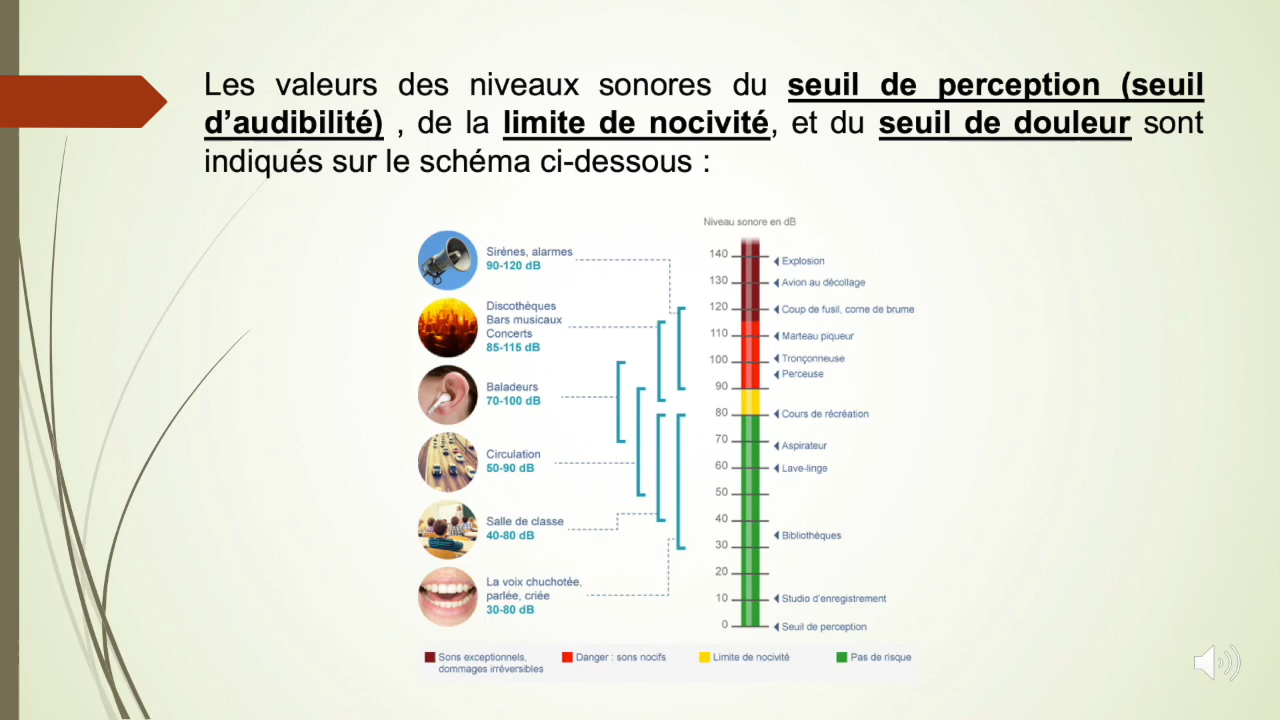 Les valeurs des niveaux sonores du seuil de perception (seuil
d’audibilité) , de la limite de nocivité, et du seuil de douleur sont
indiqués sur le schéma ci-dessous :
Niveau sonore en dB
Sirènes, alarmes
90-120 dB
Discothèques
Bars musicaux
Concerts
85-115 dB
Baladeurs
70-100 dB
Circulation
50-90 dB
Salle de classe
40-80 dB
La voix chuchotée,
parlée, criée
30-80 dB
140
130
120
110
100
90
80
70
60
50
40
30
20
10
0
Explosion
Avion au décollage
Coup de fusil, corne de brume
Marteau piqueur
Tronçonneuse
Perceuse
Cours de récréation
Aspirateur
Lave-linge
Bibliothèques
Studio d'enregistrement
Seuil de perception
Sons exceptionnels,
dommages irréversibles
Danger : sons nocifs
Limite de nocivité
Pas de risque